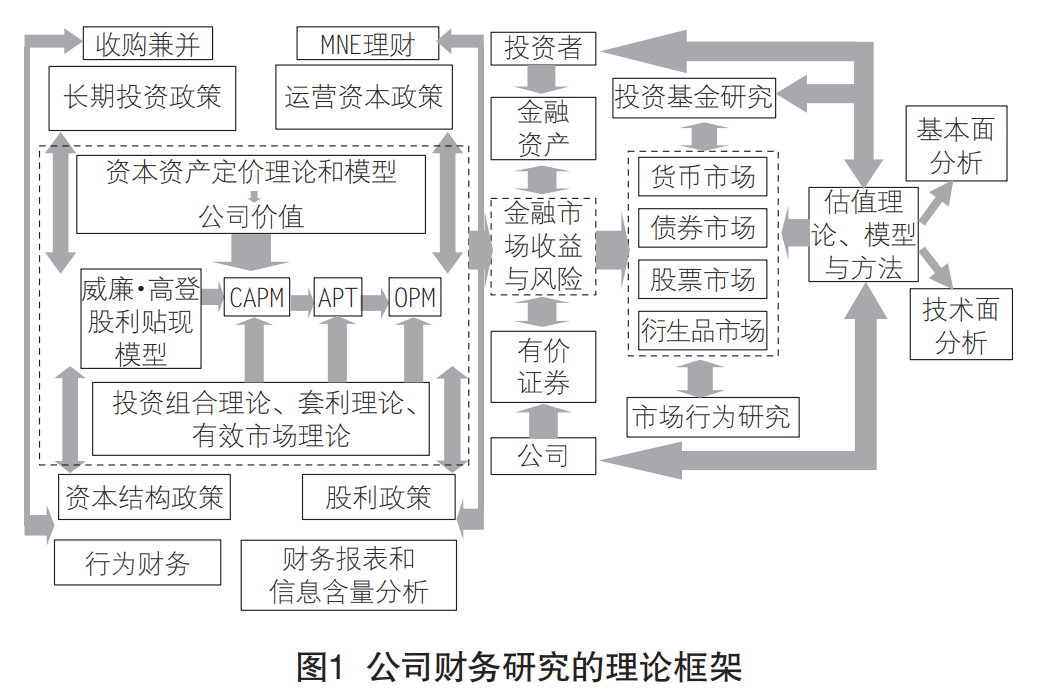 收购兼并
MNE理财
长期投资政策
运营资本政策
资本资产定价理论和模型
公司价值
威廉·高登
股利贴现
模型
CAPM
APT
OPM
投资组合理论、套利理论、
有效市场理论
资本结构政策
股利政策
行为财务
财务报表和
信息含量分析
投资者
金融
资产
金融市
场收益
与风险
有价
证券
公司
投资基金研究
货币市场
债券市场
股票市场
衍生品市场
市场行为研究
估值理
论、模型
与方法
基本面
分析
技术面
分析
图1 公司财务研究的理论框架